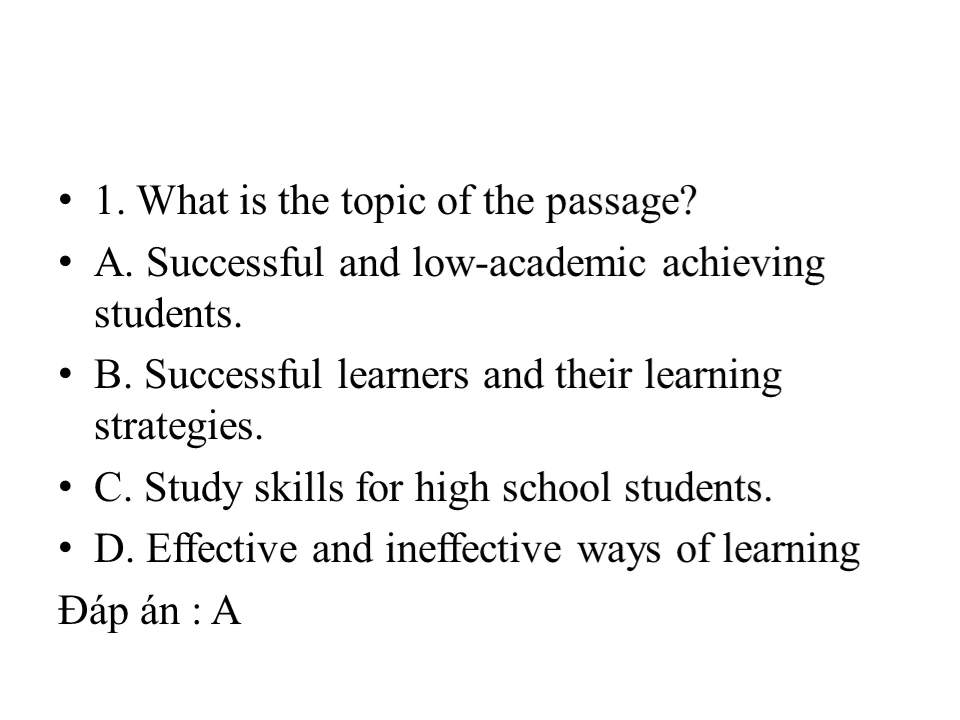 • 1. What is the topic of the passage?
• A. Successful and low-academic achieving
students.
• B. Successful learners and their learning
strategies.
• C. Study skills for high school students.
• D. Effective and ineffective ways of learning
Đáp án : A